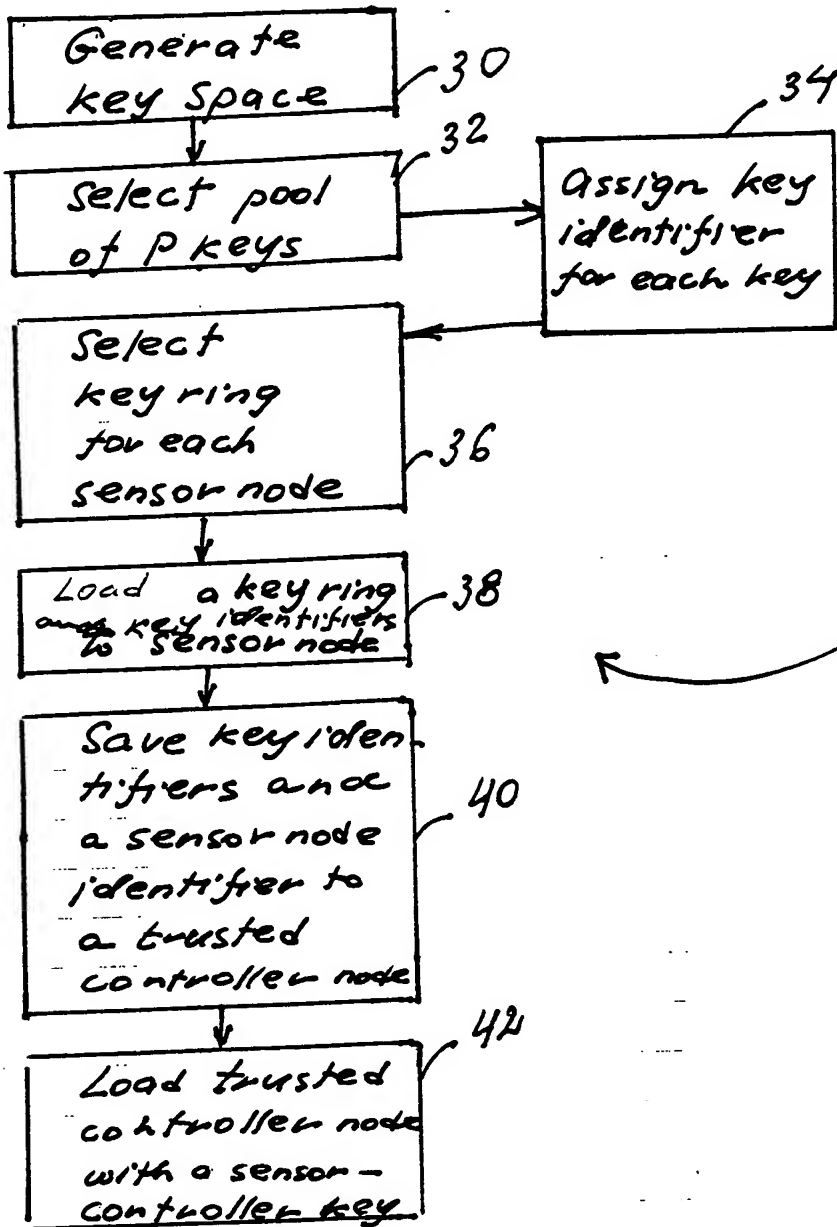 Generate
key space
30
Select pool
of P keys
32
assign key
identifier
for each key
34
Select
key ring
for each
sensor node
36
Load a key ring
key identifiers
to sensor node
38
Save key iden-
tifiers and
a sensor node
identifier to
a trusted
controller node
40
Load trusted
controller node
with a sensor-
controller key
42